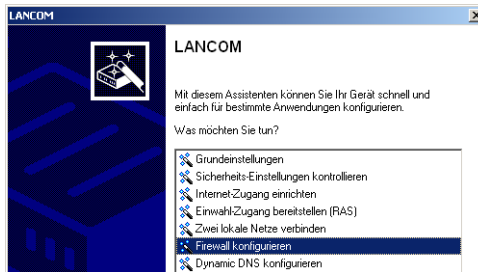 LANCOM
LANCOM
Mit diesem Assistenten können Sie Ihr Gerät schnell und
einfach für bestimmte Anwendungen konfigurieren.
Was möchten Sie tun?
Grundeinstellungen
Sicherheits-Einstellungen kontrollieren
Internet-Zugang einrichten
Einwahl-Zugang bereitstellen (RAS)
Zwei lokale Netze verbinden
Firewall konfigurieren
Dynamic DNS konfigurieren